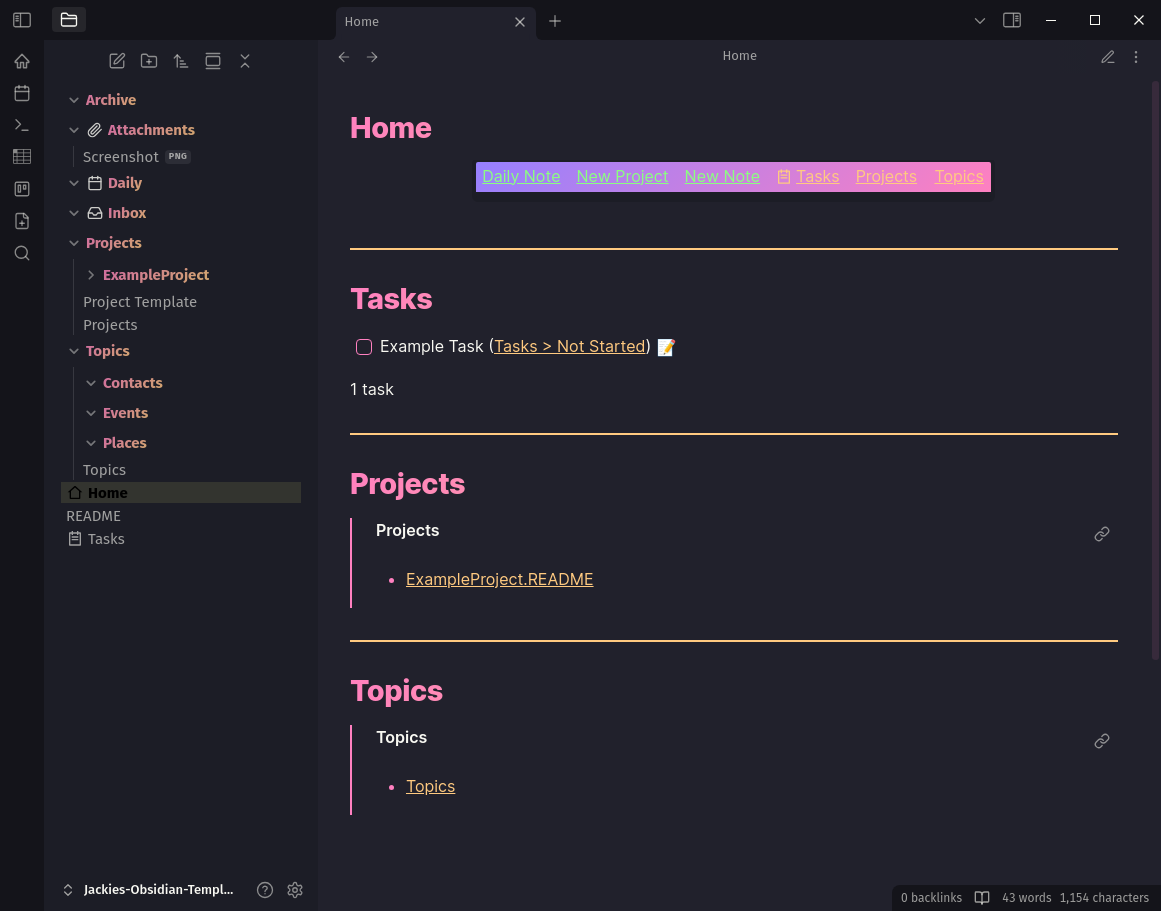 Home
Home
Archive
Attachments
Screenshot PNG
Daily
Inbox
Projects
ExampleProject
Project Template
Projects
Topics
Contacts
Events
Places
Topics
Home
README
Tasks
Jackies-Obsidian-Templ...
Home
Daily Note New Project New Note Tasks Projects Topics
Tasks
Example Task (Tasks > Not Started) 📝
1 task
Projects
Projects
ExampleProject.README
Topics
Topics
Topics
0 backlinks 43 words 1,154 characters